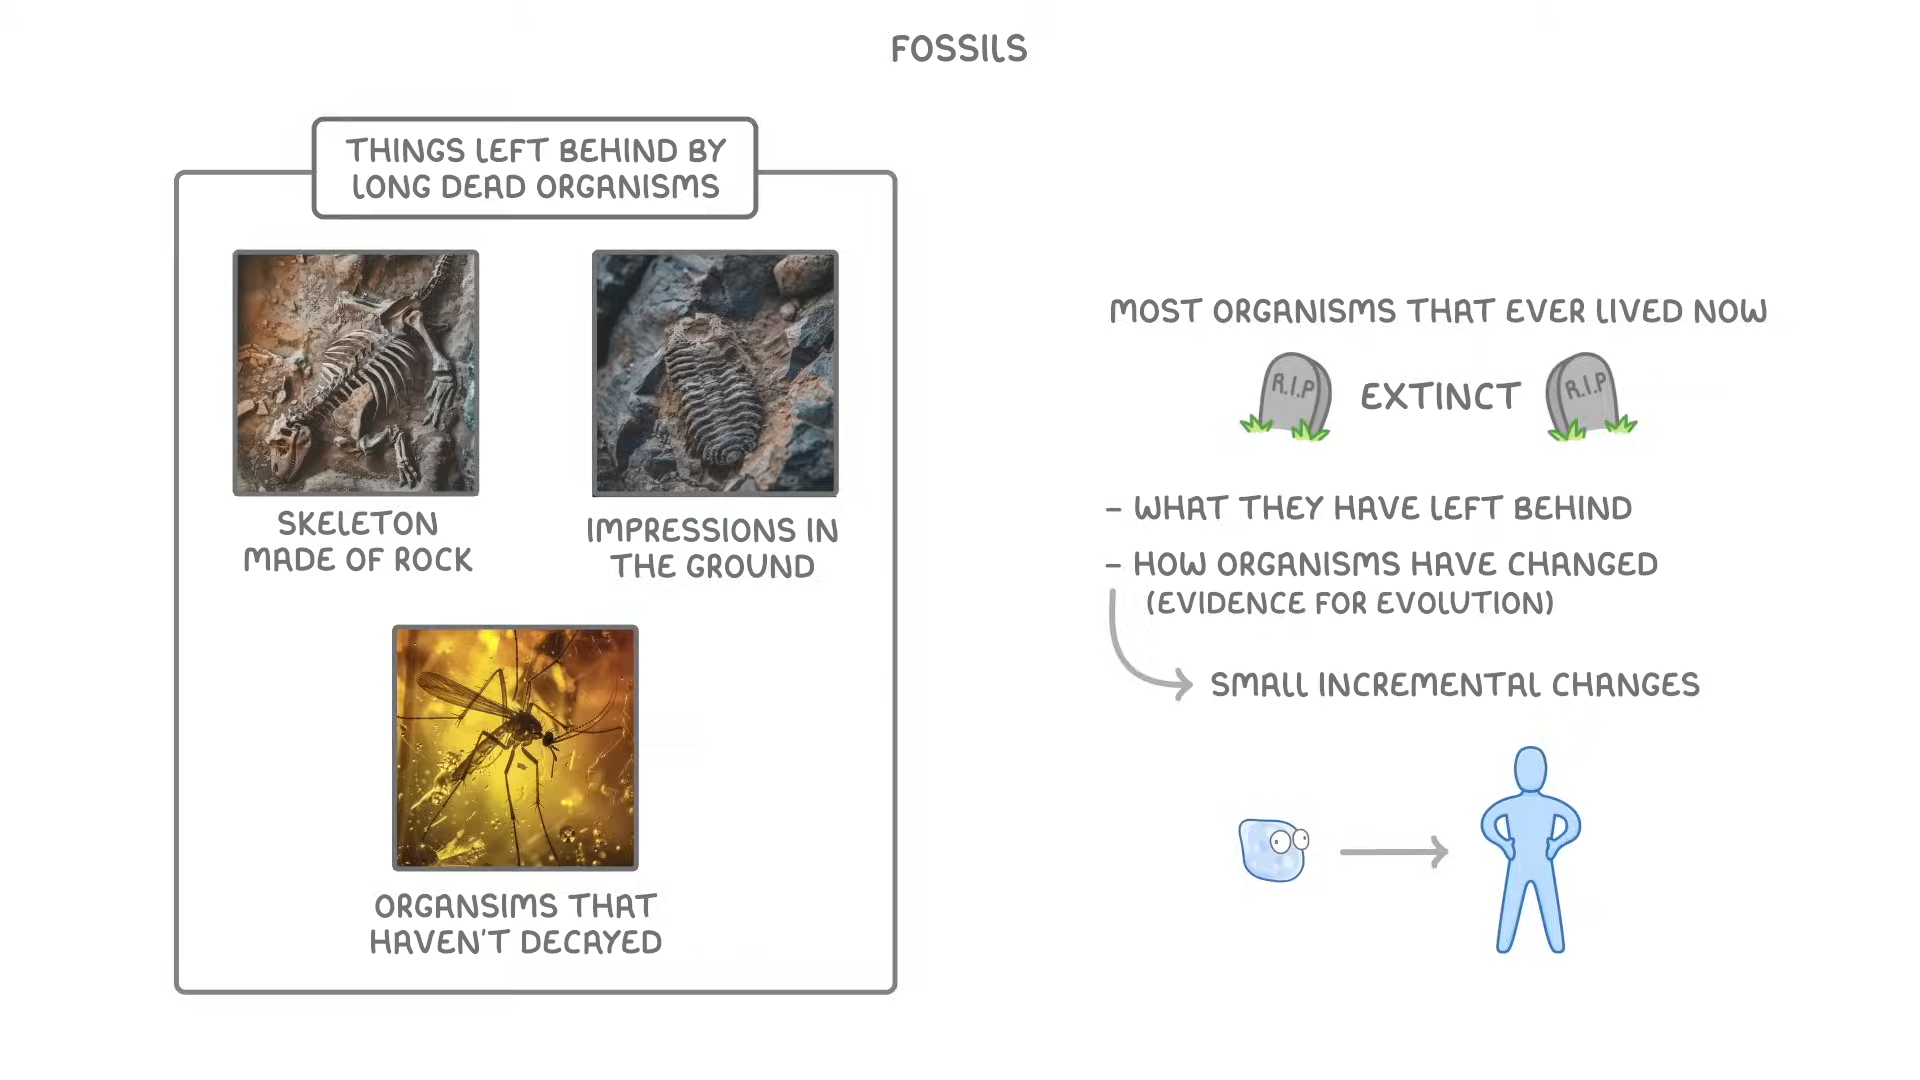 FOSSILS
THINGS LEFT BEHIND BY
LONG DEAD ORGANISMS
SKELETON
MADE OF ROCK
IMPRESSIONS IN
THE GROUND
ORGANSIMS THAT
HAVEN'T DECAYED
MOST ORGANISMS THAT EVER LIVED NOW
R.I.P
EXTINCT
R.I.P
- WHAT THEY HAVE LEFT BEHIND
- HOW ORGANISMS HAVE CHANGED
(EVIDENCE FOR EVOLUTION)
SMALL INCREMENTAL CHANGES